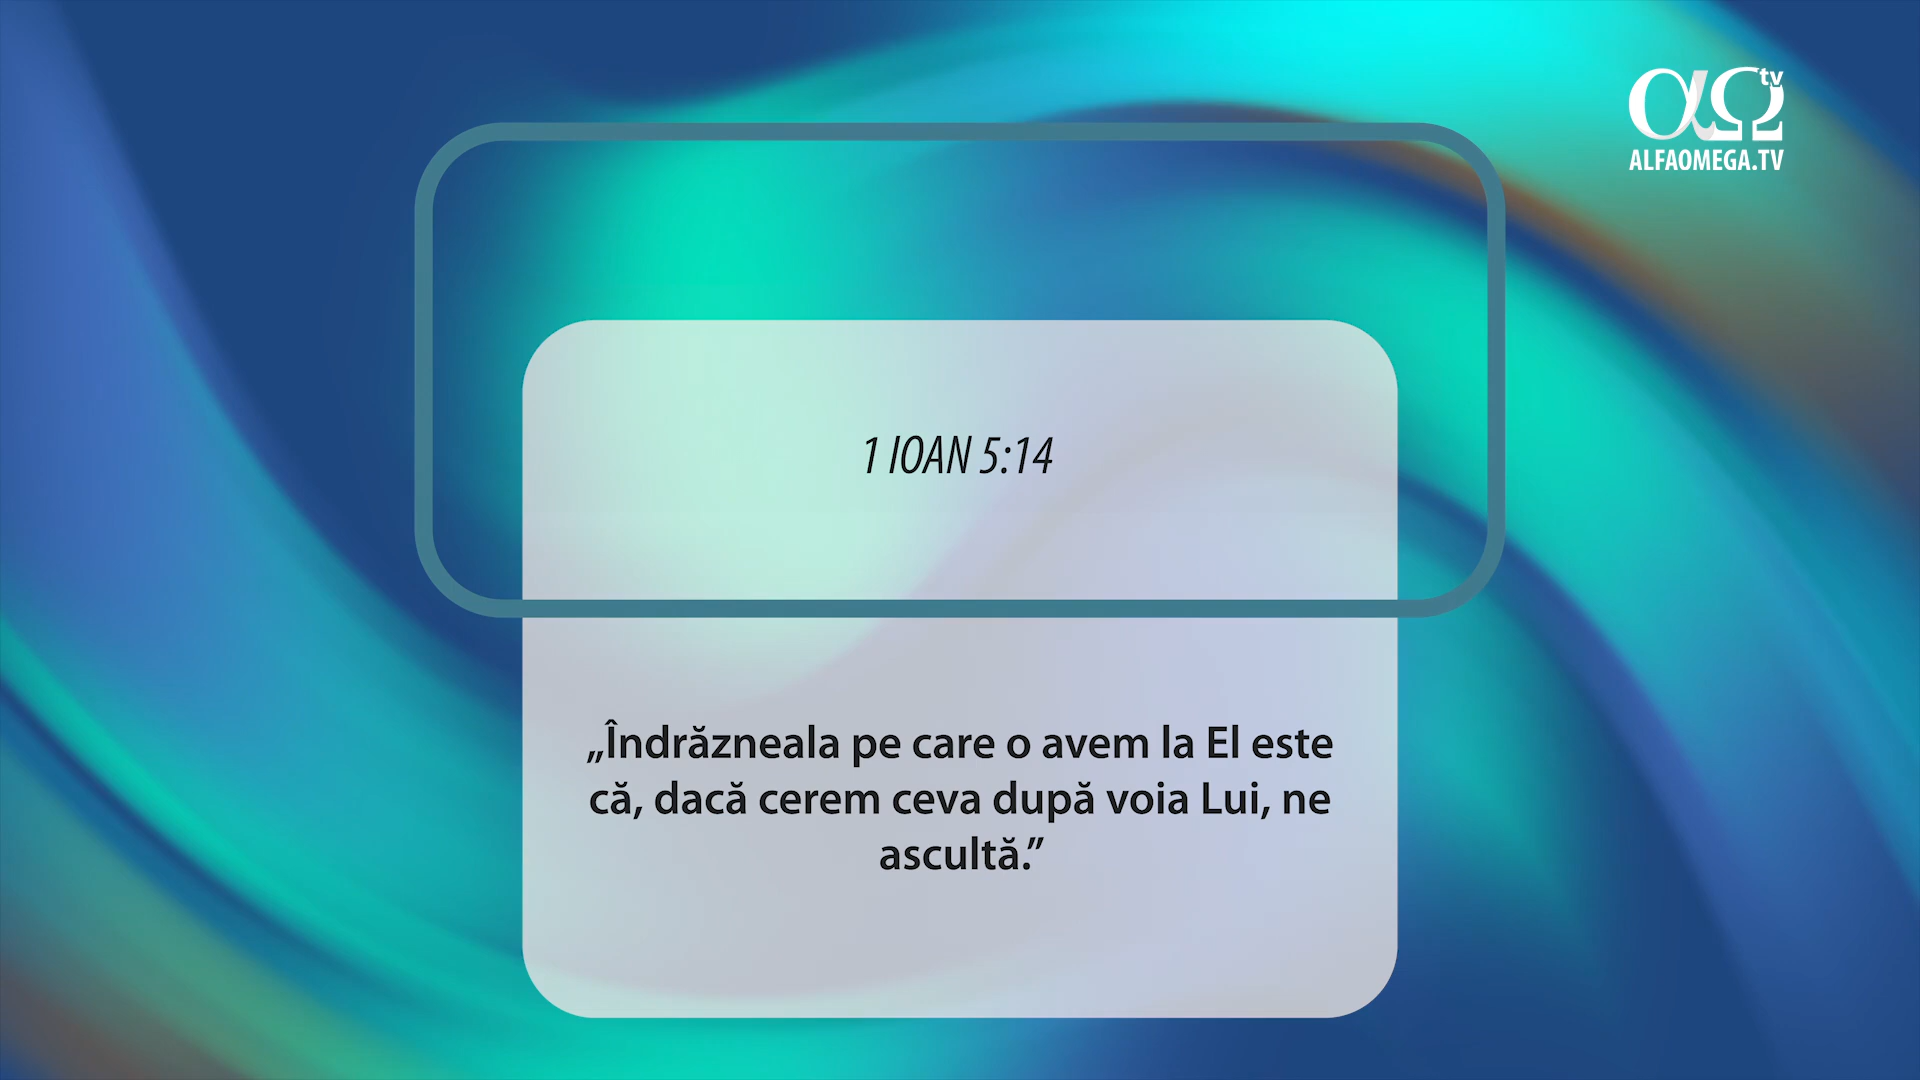 αΩ tv
ALFAOMEGA.TV
1 IOAN 5:14
„Îndrăzneala pe care o avem la El este
că, dacă cerem ceva după voia Lui, ne
ascultă.”